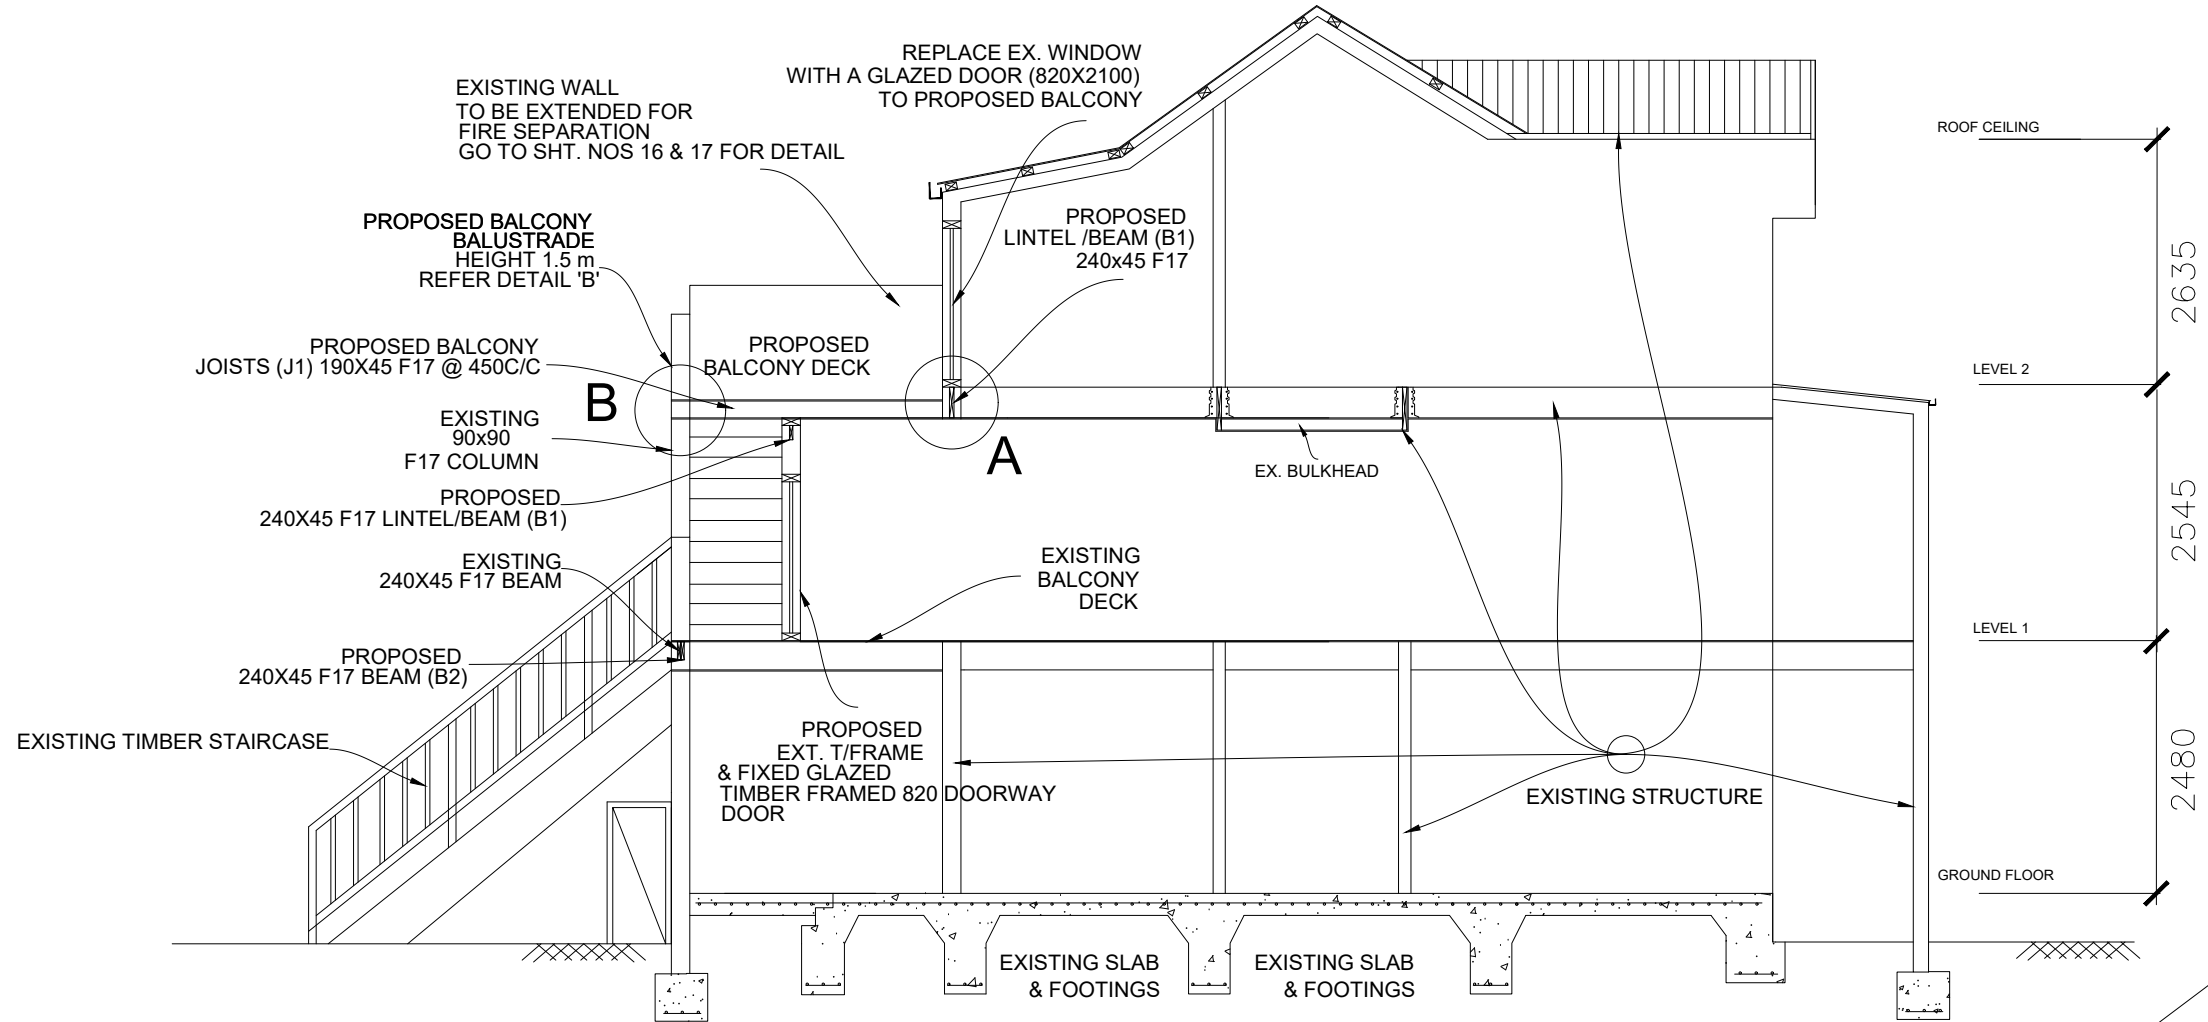 REPLACE EX. WINDOW
WITH A GLAZED DOOR (820X2100)
TO PROPOSED BALCONY
EXISTING WALL
TO BE EXTENDED FOR
FIRE SEPARATION
GO TO SHT. NOS 16 & 17 FOR DETAIL
PROPOSED BALCONY
BALUSTRADE
HEIGHT 1.5 m
REFER DETAIL 'B'
PROPOSED
LINTEL /BEAM (B1)
240x45 F17
PROPOSED BALCONY
JOISTS (J1) 190X45 F17 @ 450C/C
PROPOSED
BALCONY DECK
B
A
EXISTING
90x90
F17 COLUMN
EX. BULKHEAD
PROPOSED
240X45 F17 LINTEL/BEAM (B1)
EXISTING
240X45 F17 BEAM
EXISTING
BALCONY
DECK
PROPOSED
240X45 F17 BEAM (B2)
EXISTING TIMBER STAIRCASE
PROPOSED
EXT. T/FRAME
& FIXED GLAZED
TIMBER FRAMED 820 DOORWAY
DOOR
EXISTING STRUCTURE
EXISTING SLAB
& FOOTINGS
EXISTING SLAB
& FOOTINGS
ROOF CEILING
2635
LEVEL 2
2545
LEVEL 1
2480
GROUND FLOOR